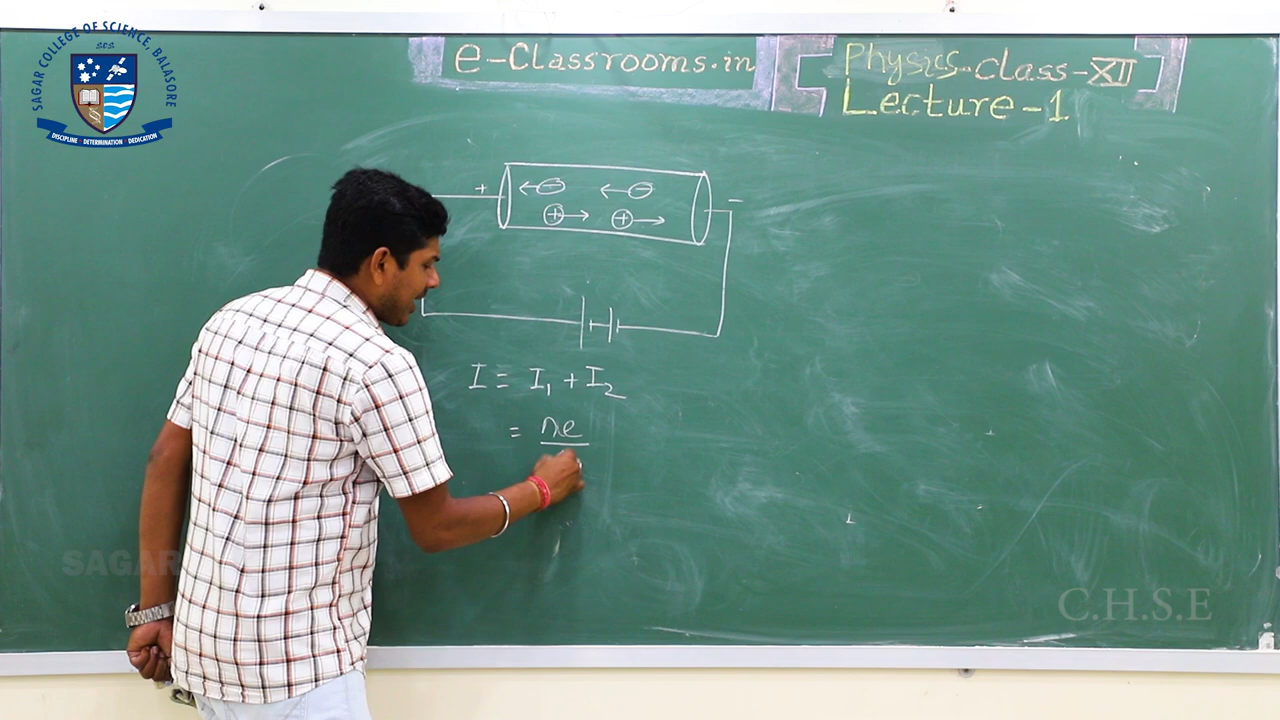 SAGAR COLLEGE OF SCIENCE, BALASORE
SCS
DISCIPLINE DETERMINATION DEDICATION
e-Classrooms.in
Physics-Class-XII
Lecture-1
+ −
← ⊖ ← ⊖
⊕ → ⊕ →
I = I₁ + I₂
= ne
SAGAR
C.H.S.E